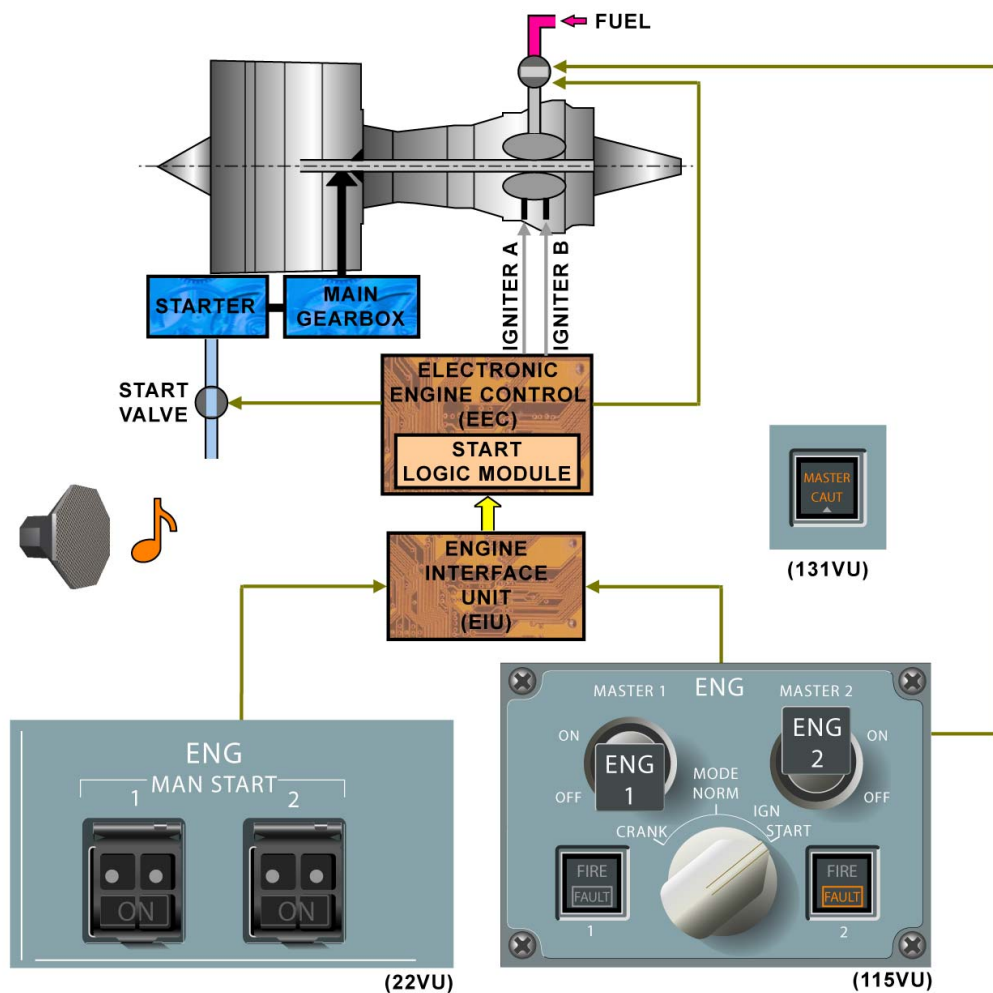 FUEL
IGNITER A
IGNITER B
STARTER
MAIN
GEARBOX
START
VALVE
ELECTRONIC
ENGINE CONTROL
(EEC)
START
LOGIC MODULE
MASTER
CAUT
(131VU)
ENGINE
INTERFACE
UNIT
(EIU)
ENG
MAN START
1 2
ON ON
(22VU)
MASTER 1 ENG MASTER 2
ON ENG 2 ON
OFF ENG 1 OFF
MODE
NORM
CRANK IGN
START
FIRE
FAULT
1
FIRE
FAULT
2
(115VU)